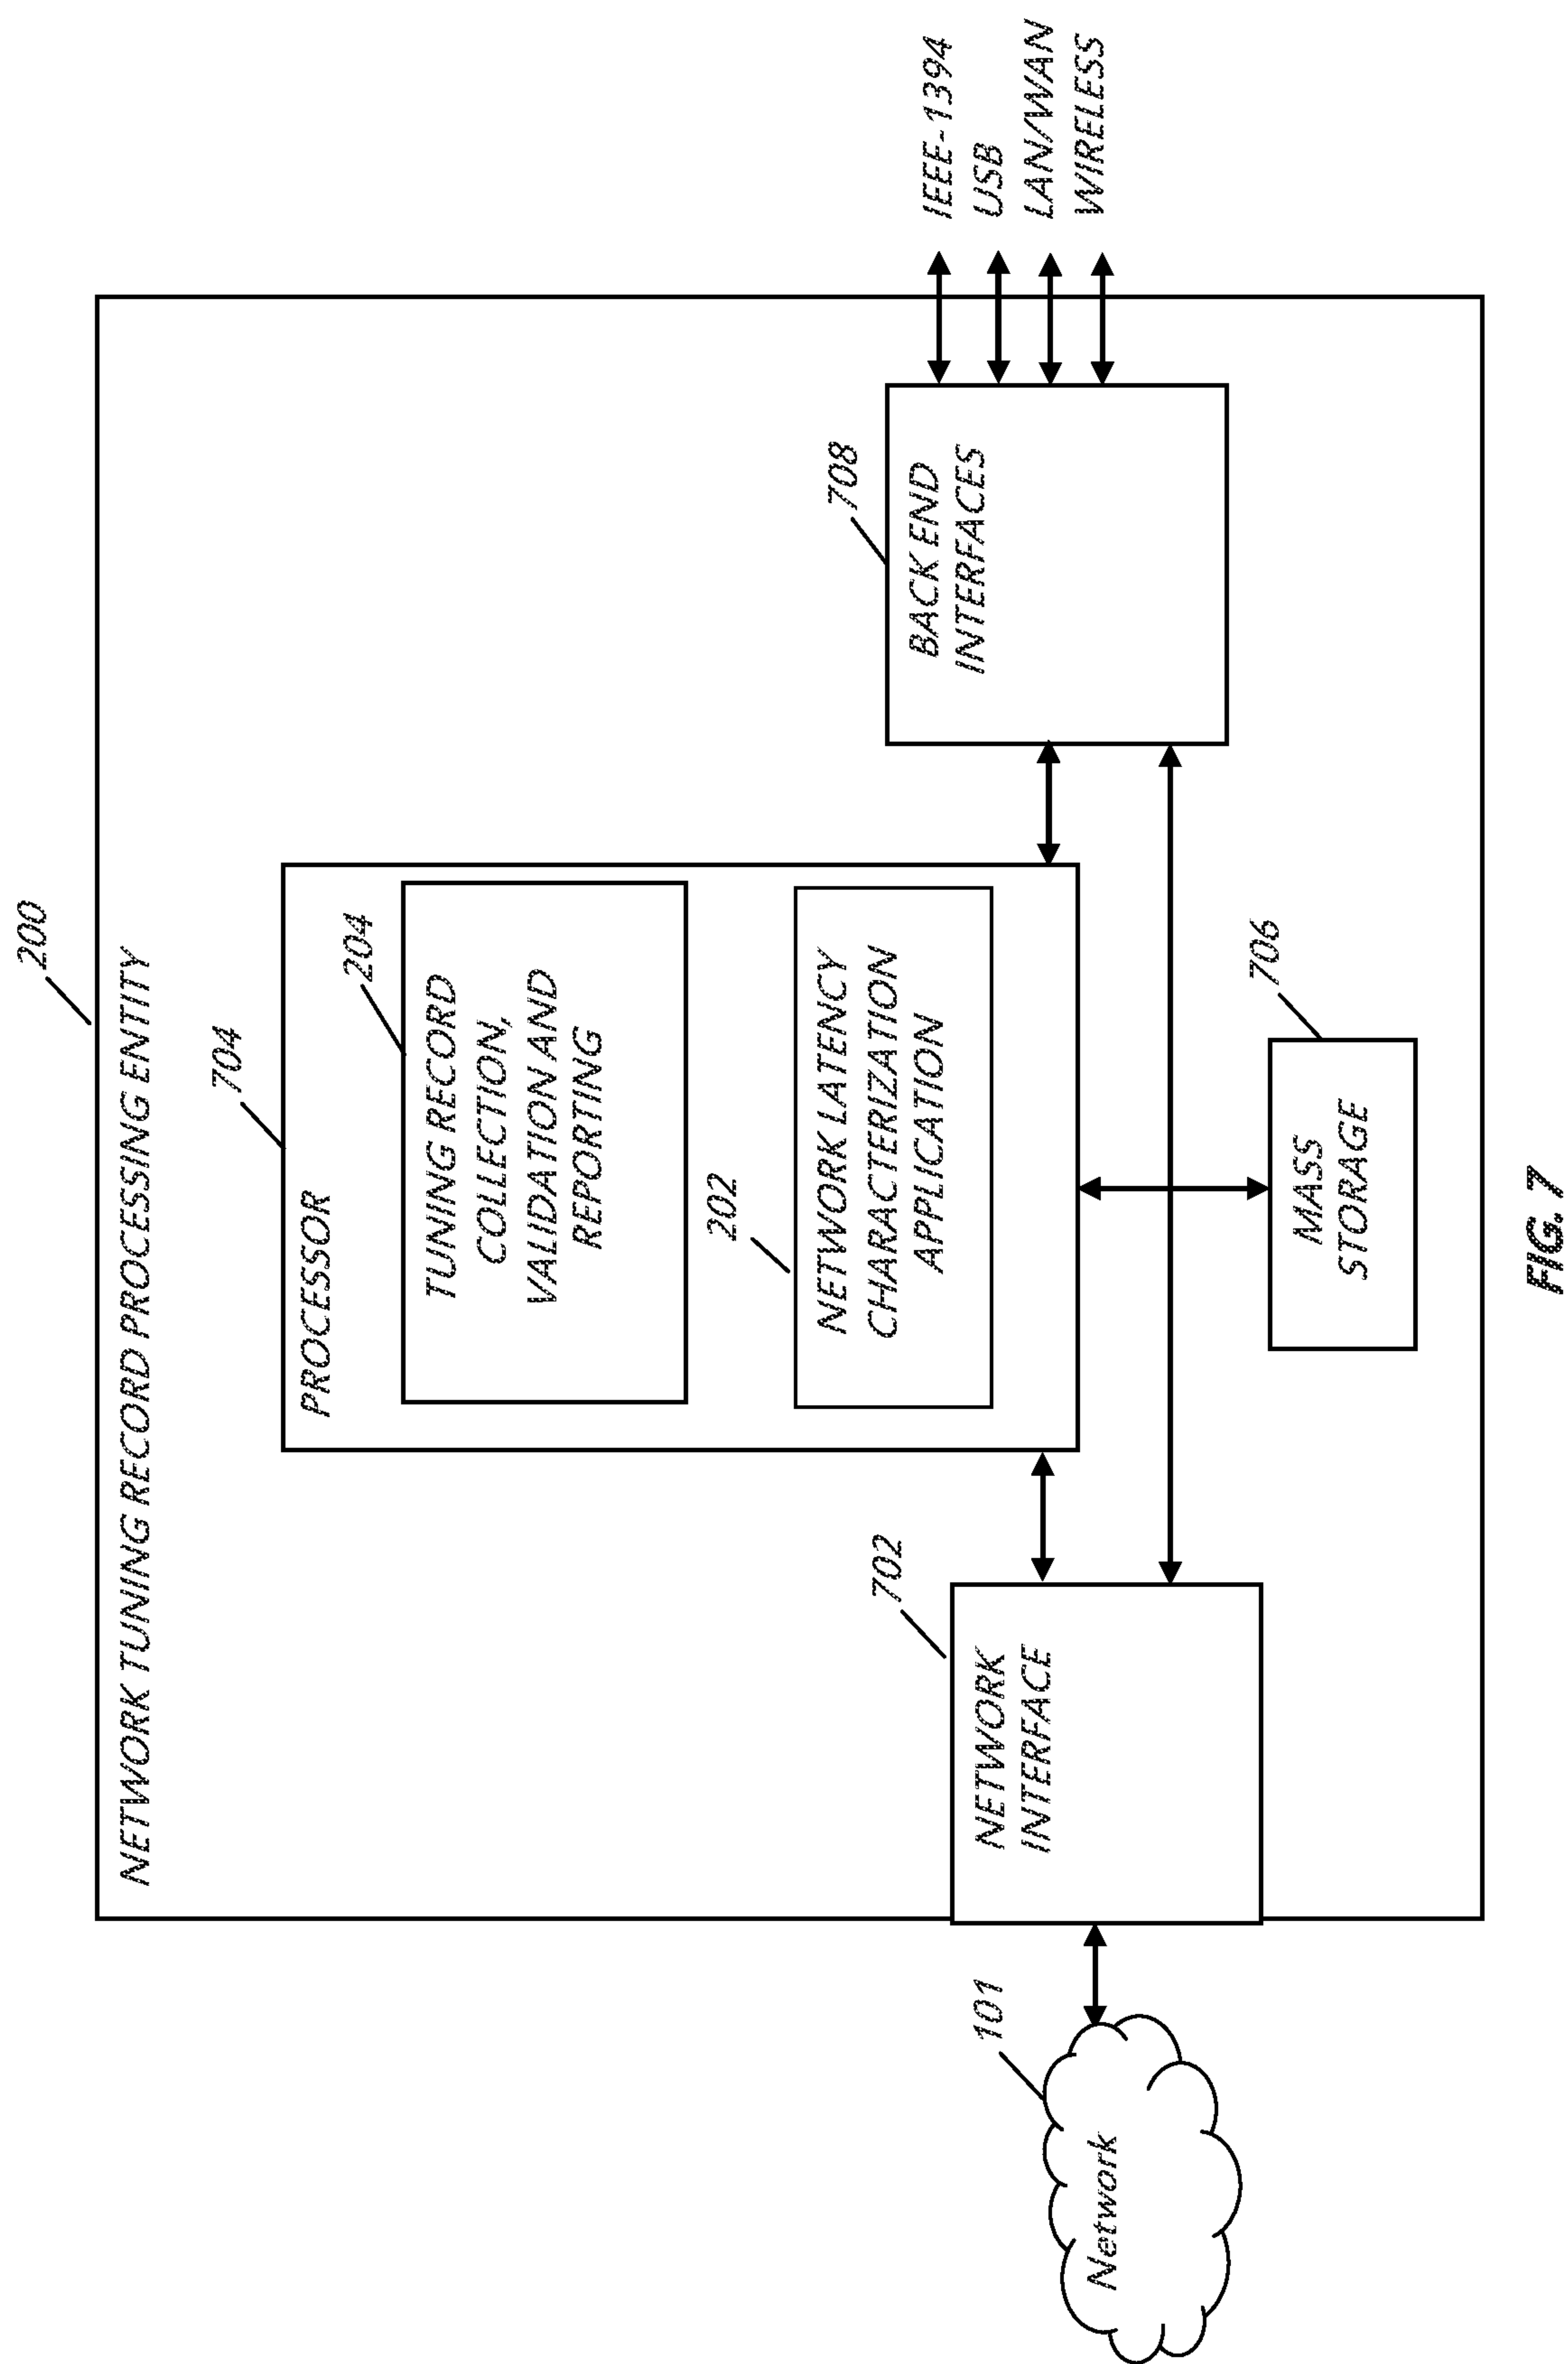 200
NETWORK TUNING RECORD PROCESSING ENTITY
704
PROCESSOR
204
TUNING RECORD
COLLECTION,
VALIDATION AND
REPORTING
202
NETWORK LATENCY
CHARACTERIZATION
APPLICATION
101
Network
702
NETWORK
INTERFACE
708
BACK END
INTERFACES
IEEE-1394
USB
LAN/WAN
WIRELESS
706
MASS
STORAGE
FIG. 7